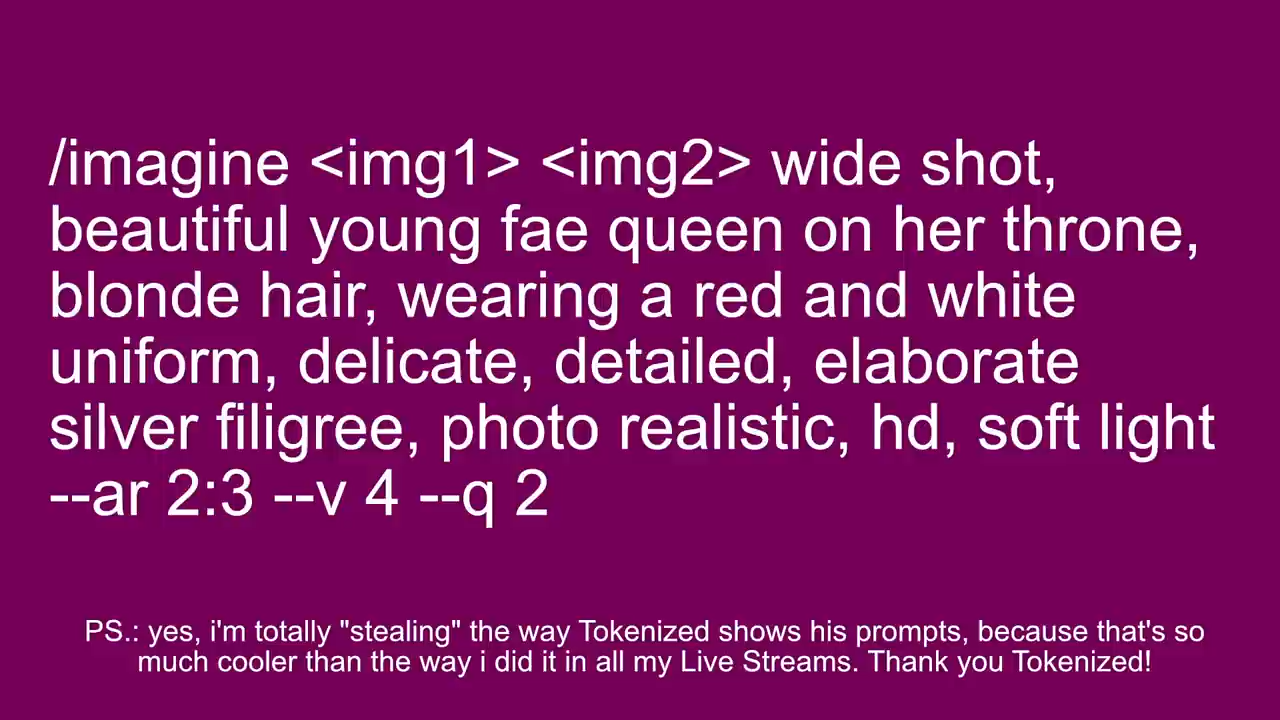 /imagine <img1> <img2> wide shot,
beautiful young fae queen on her throne,
blonde hair, wearing a red and white
uniform, delicate, detailed, elaborate
silver filigree, photo realistic, hd, soft light
--ar 2:3 --v 4 --q 2
PS.: yes, i'm totally "stealing" the way Tokenized shows his prompts, because that's so
much cooler than the way i did it in all my Live Streams. Thank you Tokenized!